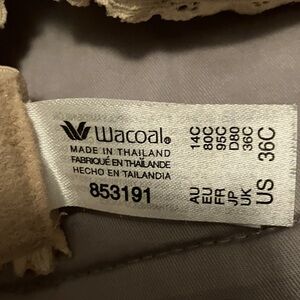 Wacoal®
MADE IN THAILAND
FABRIQUÉ EN THAÏLANDE
HECHO EN TAILANDIA
853191
AU 14C
EU 80C
FR 95C
JP D80
UK 36C
US 36C